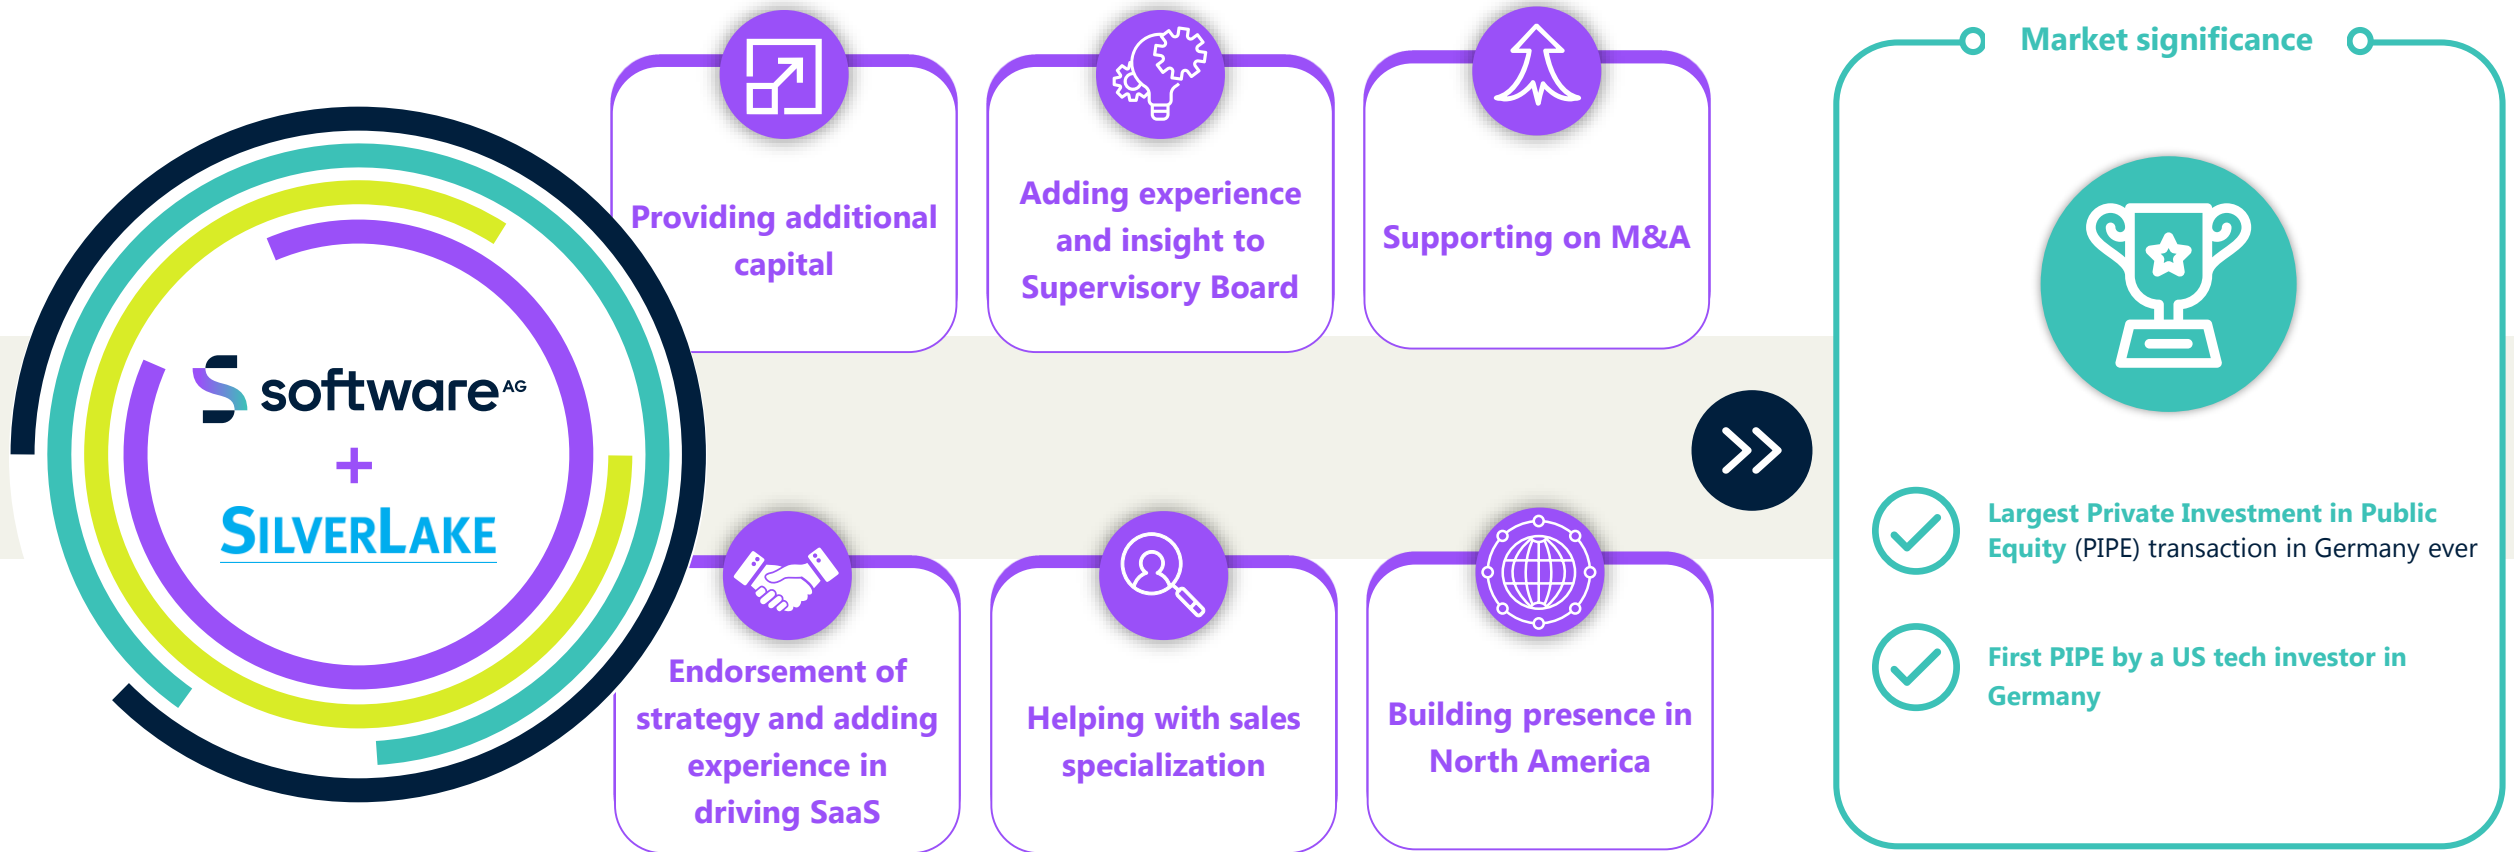 software AG
+
SILVERLAKE
Providing additional
capital
Adding experience
and insight to
Supervisory Board
Supporting on M&A
Endorsement of
strategy and adding
experience in
driving SaaS
Helping with sales
specialization
Building presence in
North America
Market significance
Largest Private Investment in Public
Equity (PIPE) transaction in Germany ever
First PIPE by a US tech investor in
Germany